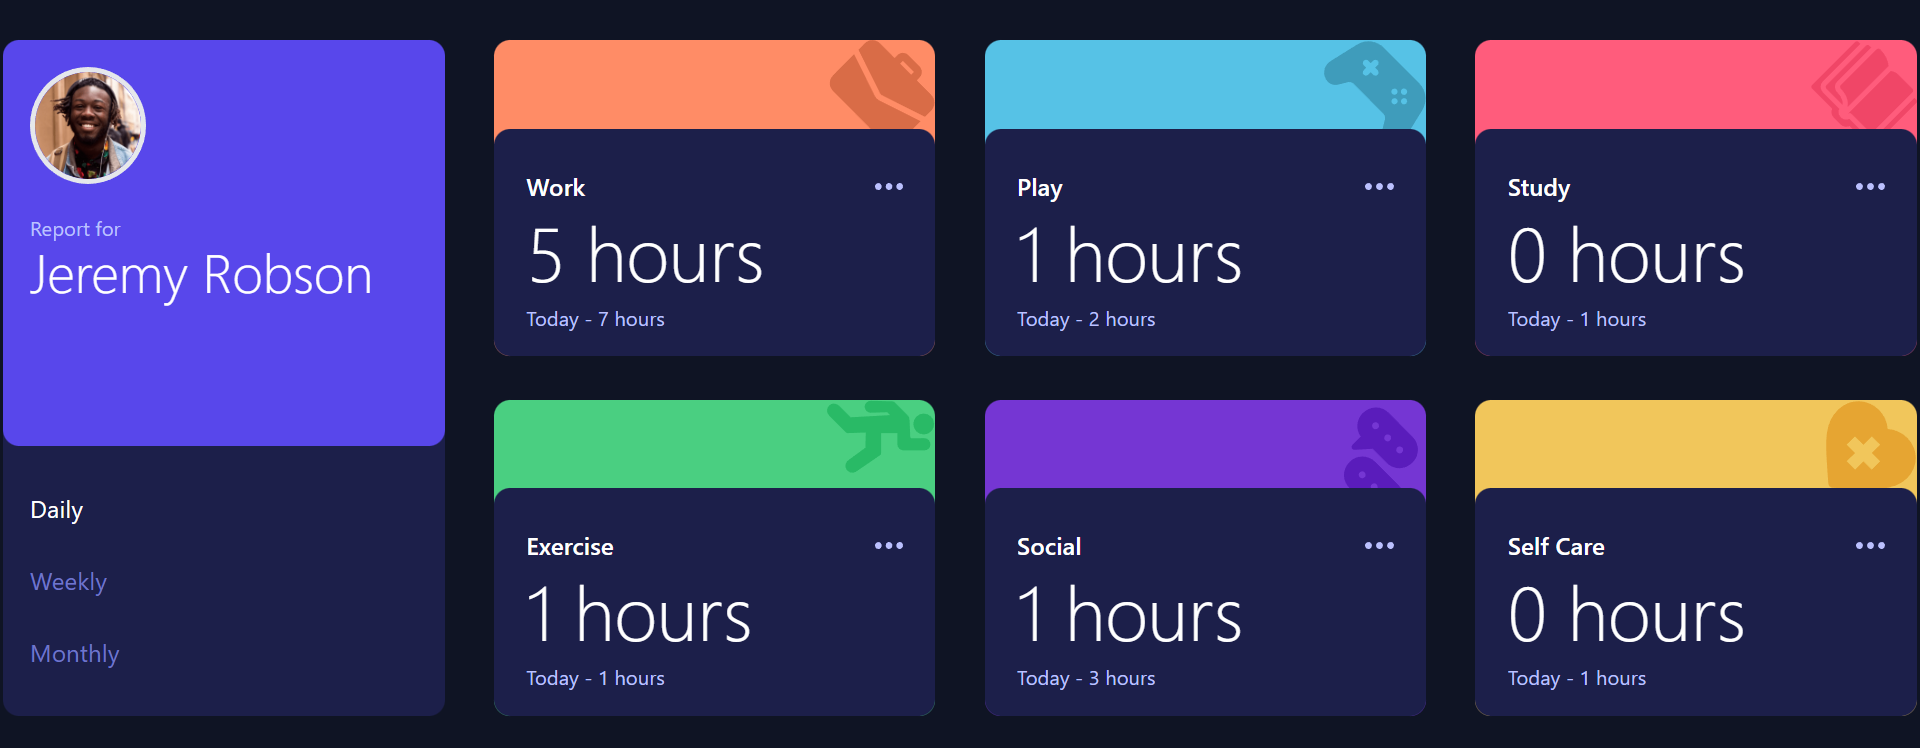 Report for
Jeremy Robson
Daily
Weekly
Monthly
Work
5 hours
Today - 7 hours
Play
1 hours
Today - 2 hours
Study
0 hours
Today - 1 hours
Exercise
1 hours
Today - 1 hours
Social
1 hours
Today - 3 hours
Self Care
0 hours
Today - 1 hours